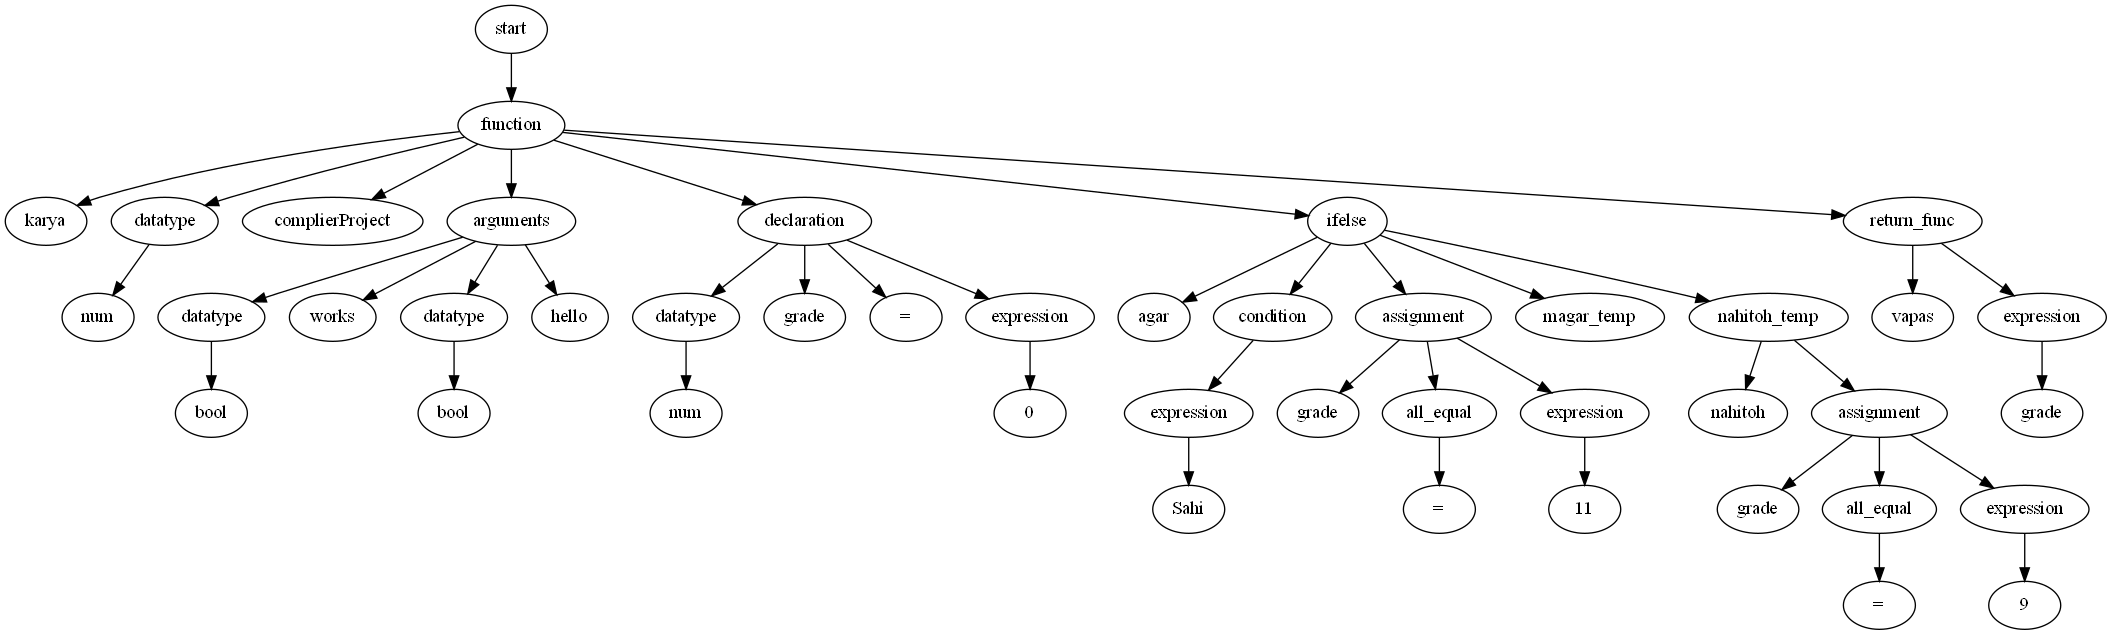 start
function
karya datatype complierProject arguments declaration ifelse return_func
num datatype works datatype hello datatype grade = expression agar condition assignment magar_temp nahitoh_temp vapas expression
bool bool num 0 expression grade all_equal expression nahitoh assignment grade
Sahi = 11 grade all_equal expression
= 9